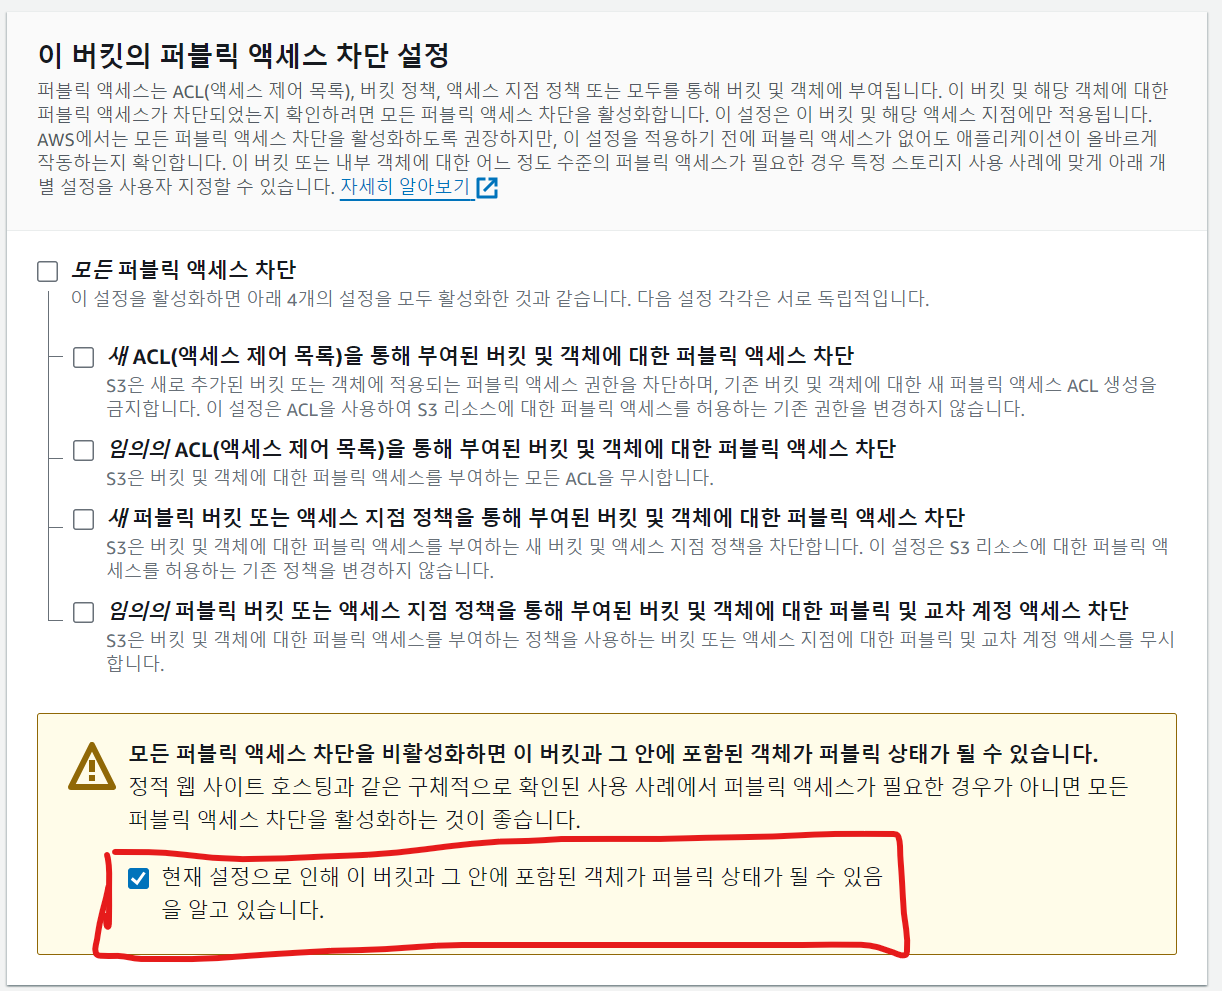 이 버킷의 퍼블릭 액세스 차단 설정
퍼블릭 액세스는 ACL(액세스 제어 목록), 버킷 정책, 액세스 지점 정책 또는 모두를 통해 버킷 및 객체에 부여됩니다. 이 버킷 및 해당 객체에 대한
퍼블릭 액세스가 차단되었는지 확인하려면 모든 퍼블릭 액세스 차단을 활성화합니다. 이 설정은 이 버킷 및 해당 액세스 지점에만 적용됩니다.
AWS에서는 모든 퍼블릭 액세스 차단을 활성화하도록 권장하지만, 이 설정을 적용하기 전에 퍼블릭 액세스가 없어도 애플리케이션이 올바르게
작동하는지 확인합니다. 이 버킷 또는 내부 객체에 대한 어느 정도 수준의 퍼블릭 액세스가 필요한 경우 특정 스토리지 사용 사례에 맞게 아래 개
별 설정을 사용자 지정할 수 있습니다. 자세히 알아보기
모든 퍼블릭 액세스 차단
이 설정을 활성화하면 아래 4개의 설정을 모두 활성화한 것과 같습니다. 다음 설정 각각은 서로 독립적입니다.
새 ACL(액세스 제어 목록)을 통해 부여된 버킷 및 객체에 대한 퍼블릭 액세스 차단
S3은 새로 추가된 버킷 또는 객체에 적용되는 퍼블릭 액세스 권한을 차단하며, 기존 버킷 및 객체에 대한 새 퍼블릭 액세스 ACL 생성을
금지합니다. 이 설정은 ACL을 사용하여 S3 리소스에 대한 퍼블릭 액세스를 허용하는 기존 권한을 변경하지 않습니다.
임의의 ACL(액세스 제어 목록)을 통해 부여된 버킷 및 객체에 대한 퍼블릭 액세스 차단
S3은 버킷 및 객체에 대한 퍼블릭 액세스를 부여하는 모든 ACL을 무시합니다.
새 퍼블릭 버킷 또는 액세스 지점 정책을 통해 부여된 버킷 및 객체에 대한 퍼블릭 액세스 차단
S3은 버킷 및 객체에 대한 퍼블릭 액세스를 부여하는 새 버킷 및 액세스 지점 정책을 차단합니다. 이 설정은 S3 리소스에 대한 퍼블릭 액
세스를 허용하는 기존 정책을 변경하지 않습니다.
임의의 퍼블릭 버킷 또는 액세스 지점 정책을 통해 부여된 버킷 및 객체에 대한 퍼블릭 및 교차 계정 액세스 차단
S3은 버킷 및 객체에 대한 퍼블릭 액세스를 부여하는 정책을 사용하는 버킷 또는 액세스 지점에 대한 퍼블릭 및 교차 계정 액세스를 무시
합니다.
모든 퍼블릭 액세스 차단을 비활성화하면 이 버킷과 그 안에 포함된 객체가 퍼블릭 상태가 될 수 있습니다.
정적 웹 사이트 호스팅과 같은 구체적으로 확인된 사용 사례에서 퍼블릭 액세스가 필요한 경우가 아니면 모든
퍼블릭 액세스 차단을 활성화하는 것이 좋습니다.
현재 설정으로 인해 이 버킷과 그 안에 포함된 객체가 퍼블릭 상태가 될 수 있음
을 알고 있습니다.